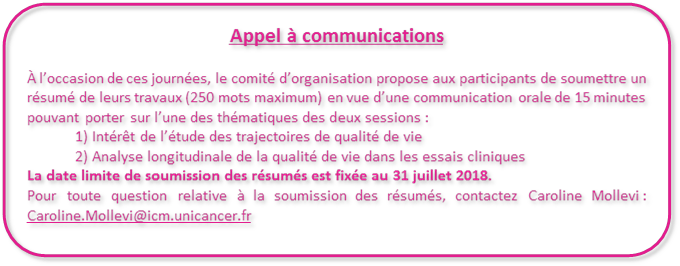 Appel à communications
À l’occasion de ces journées, le comité d’organisation propose aux participants de soumettre un
résumé de leurs travaux (250 mots maximum) en vue d’une communication orale de 15 minutes
pouvant porter sur l’une des thématiques des deux sessions :
1) Intérêt de l’étude des trajectoires de qualité de vie
2) Analyse longitudinale de la qualité de vie dans les essais cliniques
La date limite de soumission des résumés est fixée au 31 juillet 2018.
Pour toute question relative à la soumission des résumés, contactez Caroline Mollevi :
Caroline.Mollevi@icm.unicancer.fr